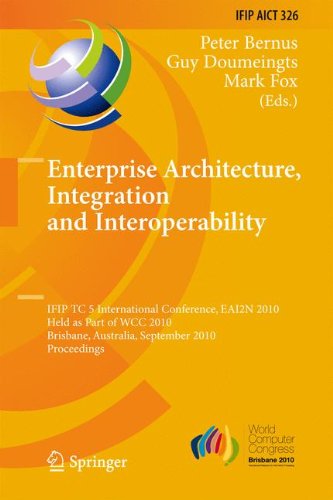 IFIP AICT 326
Peter Bernus
Guy Doumeingts
Mark Fox
(Eds.)
Enterprise Architecture,
Integration
and Interoperability
IFIP TC 5 International Conference, EAI2N 2010
Held as Part of WCC 2010
Brisbane, Australia, September 2010
Proceedings
Springer
World
Computer
Congress
Brisbane 2010